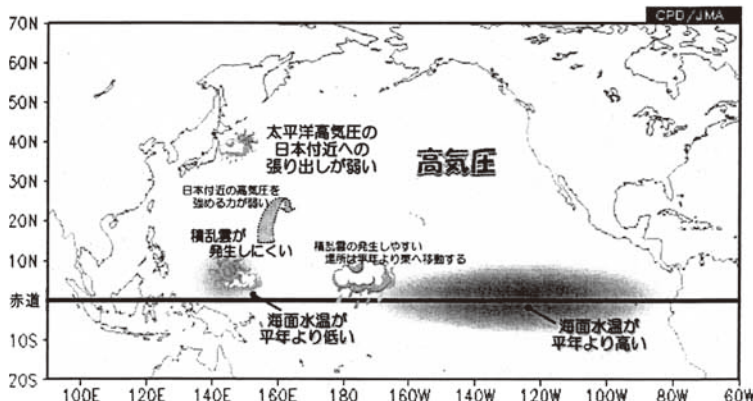 CPD/JMA
70N
60N
50N
40N
30N
20N
10N
赤道
10S
20S
太平洋高気圧の
日本付近への
張り出しが弱い
高気圧
日本付近の高気圧を
強める力が弱い
積乱雲が
発生しにくい
積乱雲の発生しやすい
場所は平年より東へ移動する
海面水温が
平年より低い
海面水温が
平年より高い
100E
120E
140E
160E
180
160W
140W
120W
100W
80W
60W